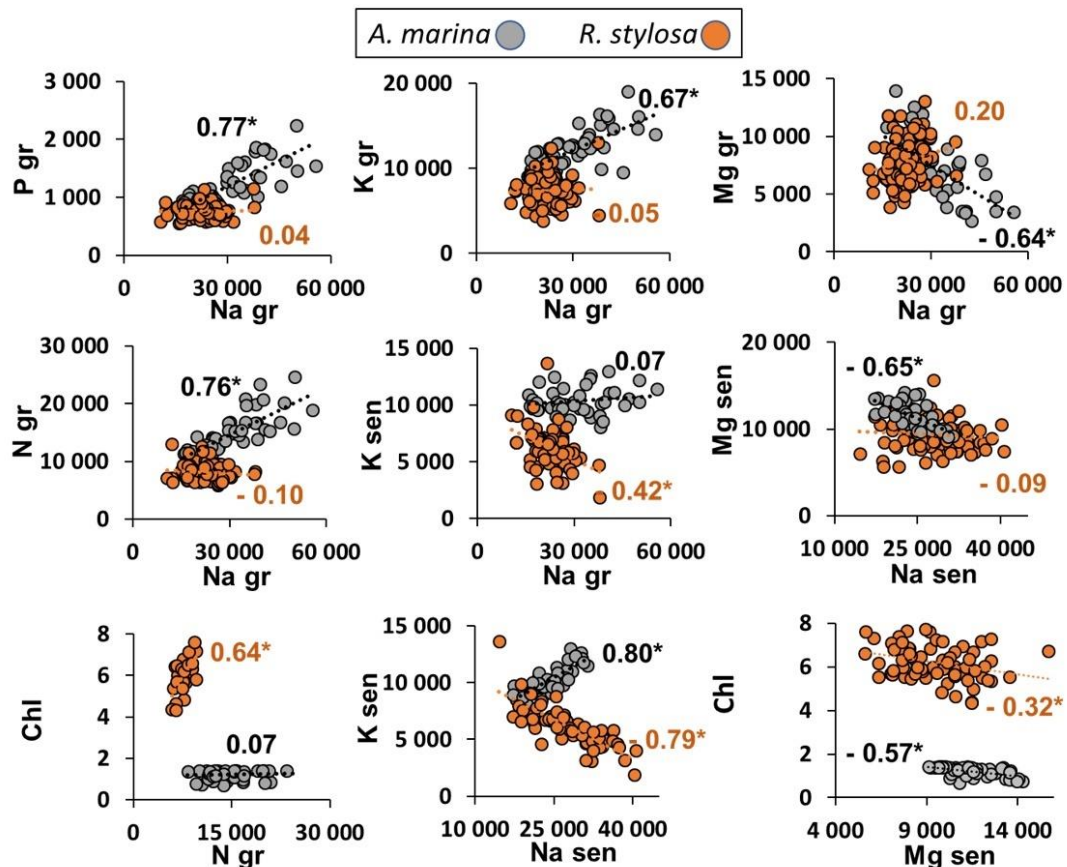 A. marina R. stylosa
3 000
2 000
1 000
0
P gr
0.77*
0.04
0 30 000 60 000
Na gr
20 000
10 000
0
K gr
0.67*
0.05
0 30 000 60 000
Na gr
15 000
10 000
5 000
0
Mg gr
0.20
- 0.64*
0 30 000 60 000
Na gr
30 000
20 000
10 000
0
N gr
0.76*
- 0.10
0 30 000 60 000
Na gr
15 000
10 000
5 000
0
K sen
0.07
0.42*
0 30 000 60 000
Na gr
20 000
10 000
0
Mg sen
- 0.65*
- 0.09
10 000 25 000 40 000
Na sen
8
6
4
2
0
Chl
0.64*
0.07
0 15 000 30 000
N gr
15 000
10 000
5 000
0
K sen
0.80*
- 0.79*
10 000 25 000 40 000
Na sen
8
6
4
2
0
Chl
- 0.32*
- 0.57*
4 000 9 000 14 000
Mg sen